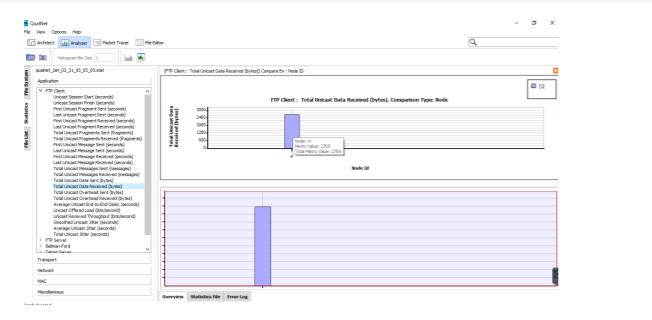 QualNet
File View Options Help
Architect Analyzer Packet Tracer File Editor
Histogram Bin Size
qualnet_Jan_02_21_05_05_05.stat
Application
FTP Client
Unicast Session Start (seconds)
Unicast Session Finish (seconds)
First Unicast Fragment Sent (seconds)
Last Unicast Fragment Sent (seconds)
First Unicast Fragment Received (seconds)
Last Unicast Fragment Received (seconds)
Total Unicast Fragments Sent (fragments)
Total Unicast Fragments Received (fragments)
First Unicast Message Sent (seconds)
Last Unicast Message Sent (seconds)
First Unicast Message Received (seconds)
Last Unicast Message Received (seconds)
Total Unicast Messages Sent (messages)
Total Unicast Messages Received (messages)
Total Unicast Data Sent (bytes)
Total Unicast Data Received (bytes)
Total Unicast Overhead Sent (bytes)
Total Unicast Overhead Received (bytes)
Average Unicast End-to-End Delay (seconds)
Unicast Offered Load (bits/second)
Unicast Received Throughput (bits/second)
Smoothed Unicast Jitter (seconds)
Average Unicast Jitter (seconds)
Total Unicast Jitter (seconds)
FTP Server
Bellman-Ford
Telnet Server
Transport
Network
MAC
Miscellaneous
File System
Statistics
File List
[FTP Client : Total Unicast Data Received (bytes)] Compare By : Node ID
FTP Client : Total Unicast Data Received (bytes), Comparison Type: Node
Total Unicast Data
Received (bytes)
3000
2400
1800
1200
600
0
4
Node: 4
Metric Value: 2705
Total Metric Value: 2705
Node Id
Overview Statistics File Error Log